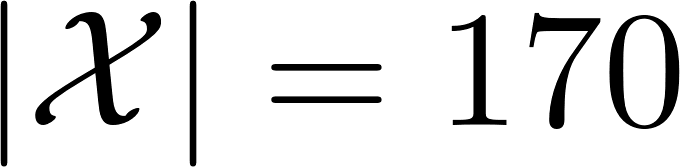 |𝒳| = 170